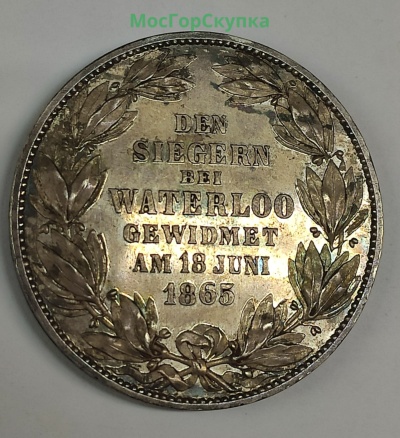 МосГорСкупка
DEN
SIEGERN
BEI
WATERLOO
GEWIDMET
AM 18 JUNI
1865